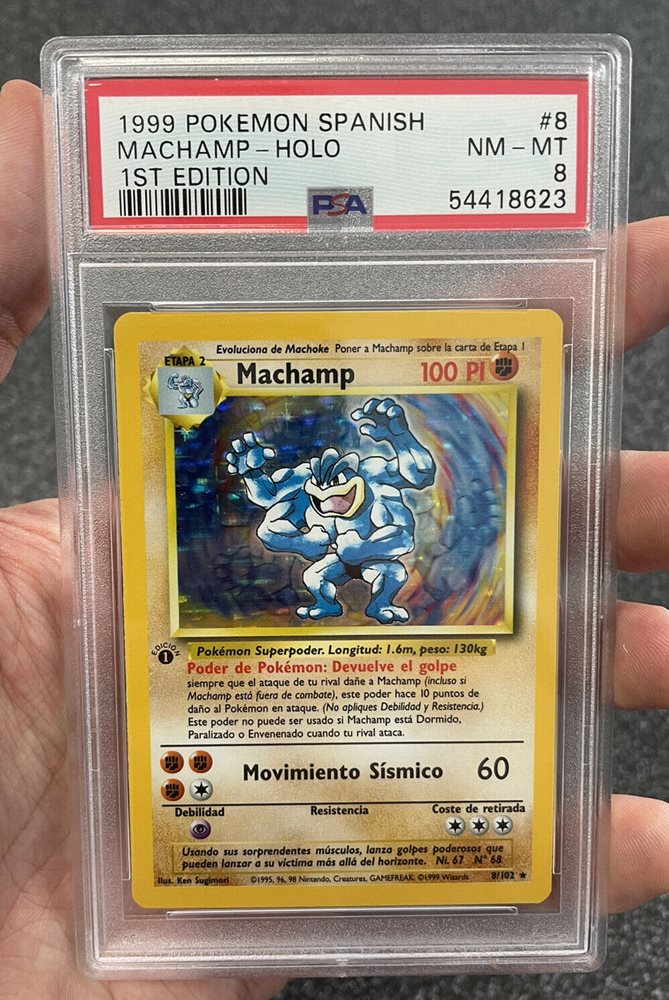 1999 POKEMON SPANISH #8
MACHAMP - HOLO NM - MT
1ST EDITION 8
PSA 54418623
Evoluciona de Machoke Poner a Machamp sobre la carta de Etapa 1
ETAPA 2
Machamp 100 PI
Pokémon Superpoder. Longitud: 1.6m, peso: 130kg
EDICION 1
Poder de Pokémon: Devuelve el golpe
siempre que el ataque de tu rival dañe a Machamp (incluso si
Machamp está fuera de combate), este poder hace 10 puntos de
daño al Pokémon en ataque. (No apliques Debilidad y Resistencia.)
Este poder no puede ser usado si Machamp está Dormido,
Paralizado o Envenenado cuando tu rival ataca.
Movimiento Sísmico 60
Debilidad Resistencia Coste de retirada
Usando sus sorprendentes músculos, lanza golpes poderosos que
pueden lanzar a su víctima más allá del horizonte. Ni. 67 N° 68
Ilus. Ken Sugimori ©1995, 96, 98 Nintendo, Creatures, GAMEFREAK. ©1999 Wizards. 8/102 ★